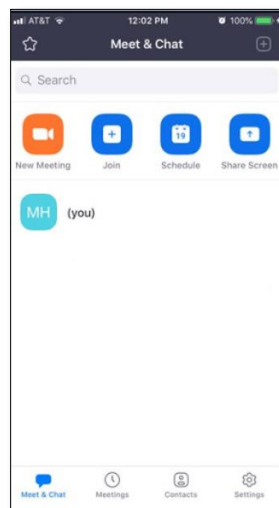 AT&T 12:02 PM 100%
Meet & Chat
Search
19
New Meeting Join Schedule Share Screen
MH (you)
Meet & Chat Meetings Contacts Settings